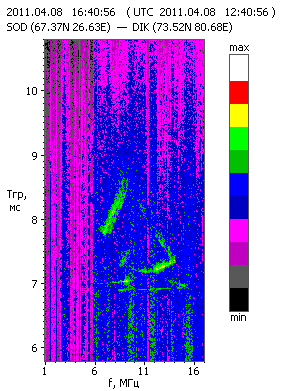 2011.04.08 16:40:56 (UTC 2011.04.08 12:40:56)
SOD (67.37N 26.63E) — DIK (73.52N 80.68E)
max
10
9
Тгр,
мс
8
7
6
min
1 6 11 16
f, МГц